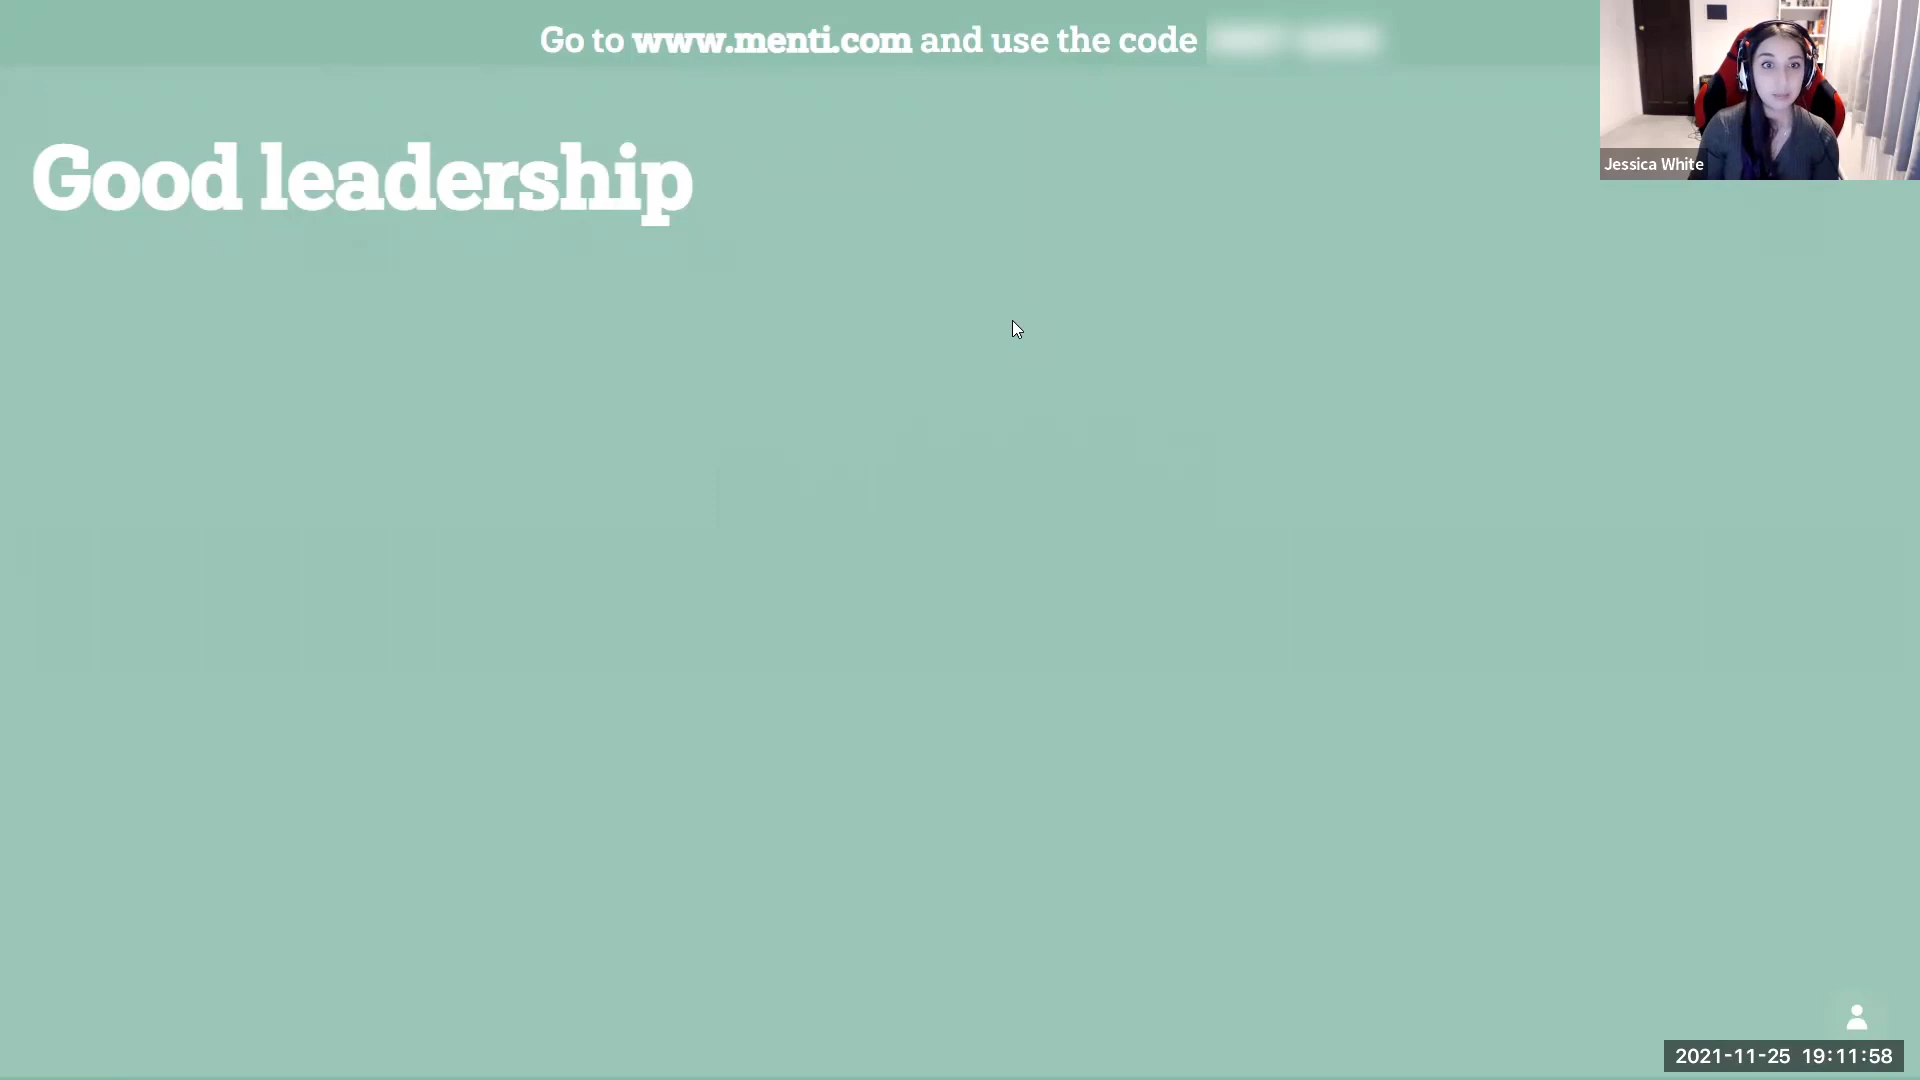 Go to www.menti.com and use the code
Jessica White
Good leadership
2021-11-25 19:11:58